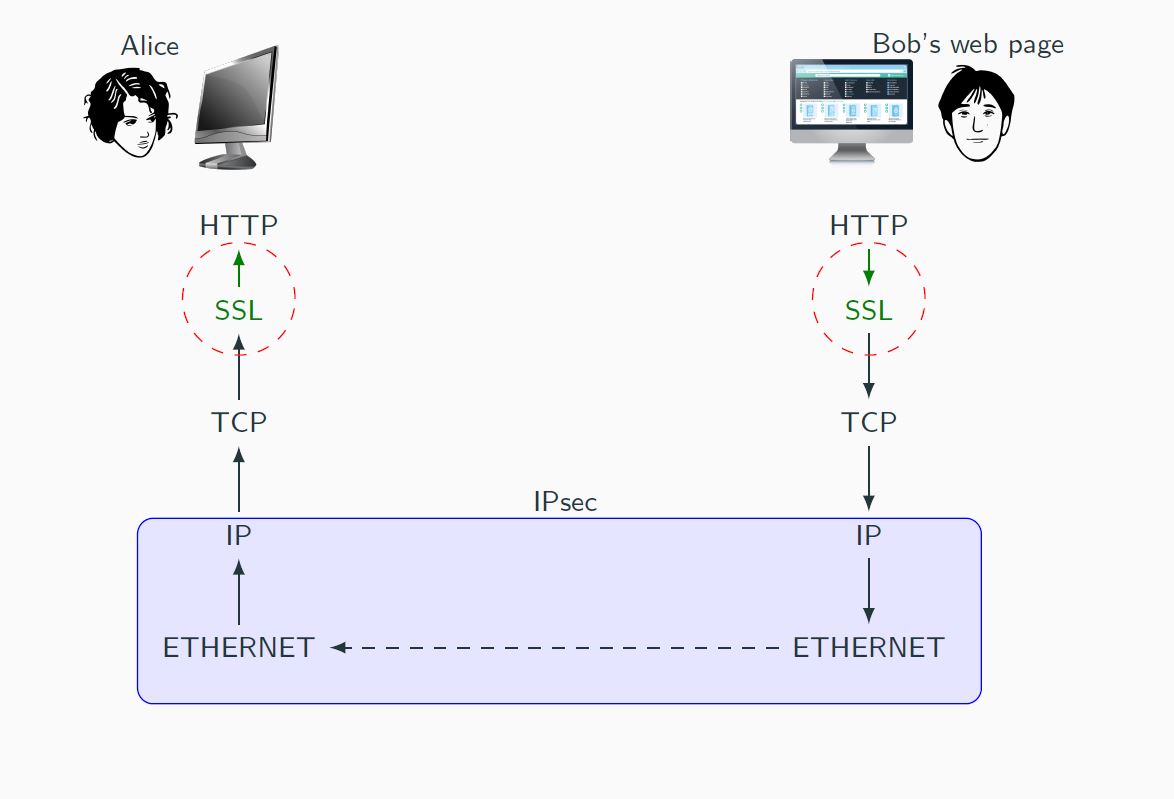 Alice
Bob's web page
HTTP
HTTP
SSL
SSL
TCP
TCP
IPsec
IP
IP
ETHERNET
ETHERNET